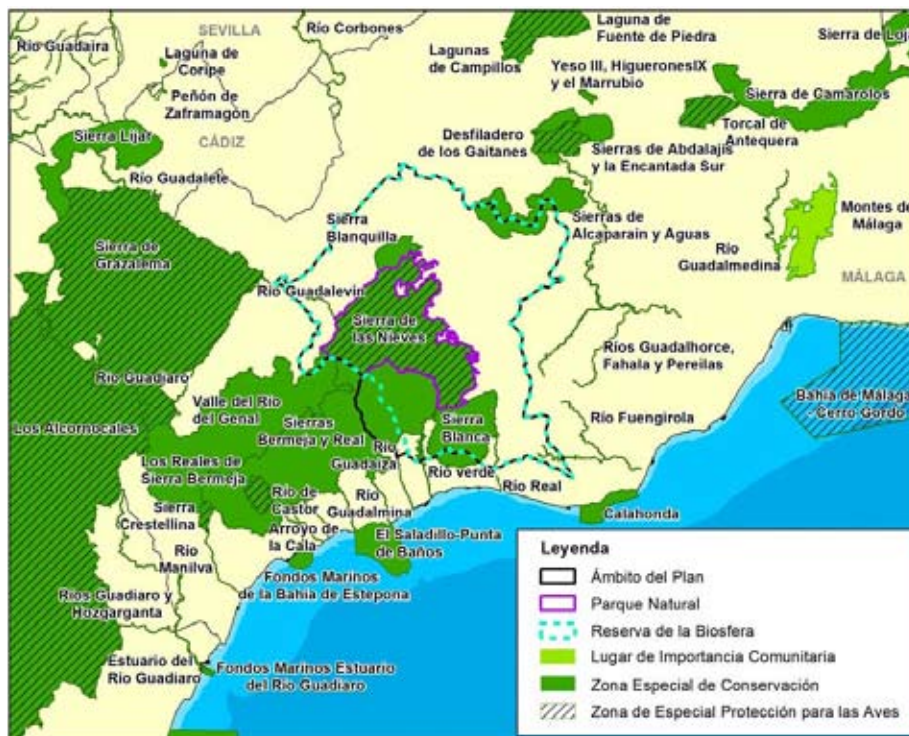 SEVILLA
Río Corbones
Laguna de
Fuente de Piedra
Sierra de Loja
Río Guadaira
Laguna de
Coripe
Lagunas
de Campillos
Yeso III, HigueronesIX
y el Marrubio
Peñón de
Zaframagón
Sierra de Camarolos
Sierra Lijar
CÁDIZ
Desfiladero
de los Gaitanes
Torcal de
Antequera
Sierras de Abdalajis
y la Encantada Sur
Río Guadalete
Sierra
Blanquilla
Sierras de
Alcaparain y Aguas
Montes de
Málaga
Sierra de
Grazalema
Río
Guadalmedina
MÁLAGA
Río Guadalevín
Sierra de
las Nieves
Ríos Guadalhorce,
Fahala y Pereilas
Río Guadiaro
Valle del Río
del Genal
Bahía de Málaga
- Cerro Gordo
Los Alcornocales
Sierras
Bermeja y Real
Sierra
Blanca
Río Fuengirola
Los Reales de
Sierra Bermeja
Río
Guadaiza
Río verde
Río Real
Sierra
Crestellina
Río de
Castor
Río
Guadalmina
Calahonda
Arroyo de
la Cala
El Saladillo-Punta
de Baños
Río
Manilva
Fondos Marinos
de la Bahia de Estepona
Ríos Guadiaro y
Hozgarganta
Estuario del
Río Guadiaro
Fondos Marinos Estuario
del Río Guadiaro
Leyenda
Ámbito del Plan
Parque Natural
Reserva de la Biosfera
Lugar de Importancia Comunitaria
Zona Especial de Conservación
Zona de Especial Protección para las Aves